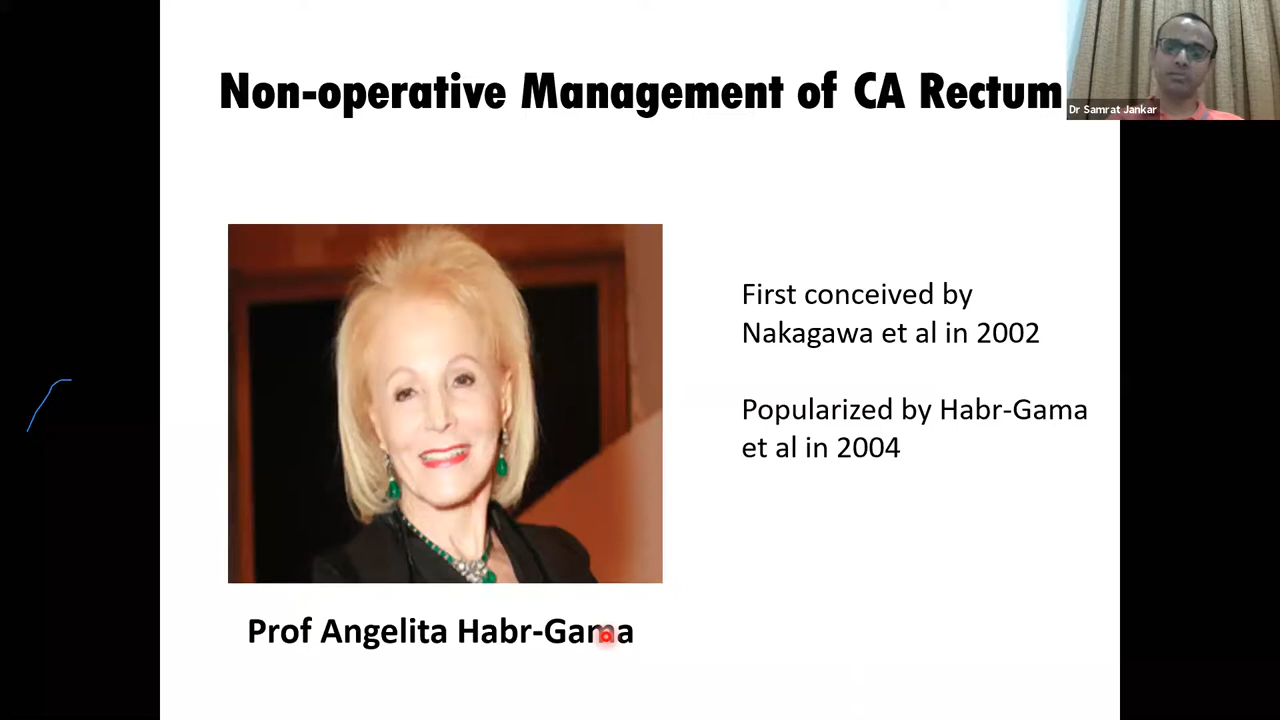 Non-operative Management of CA Rectum
Dr Samrat Jankar
First conceived by
Nakagawa et al in 2002
Popularized by Habr-Gama
et al in 2004
Prof Angelita Habr-Gama